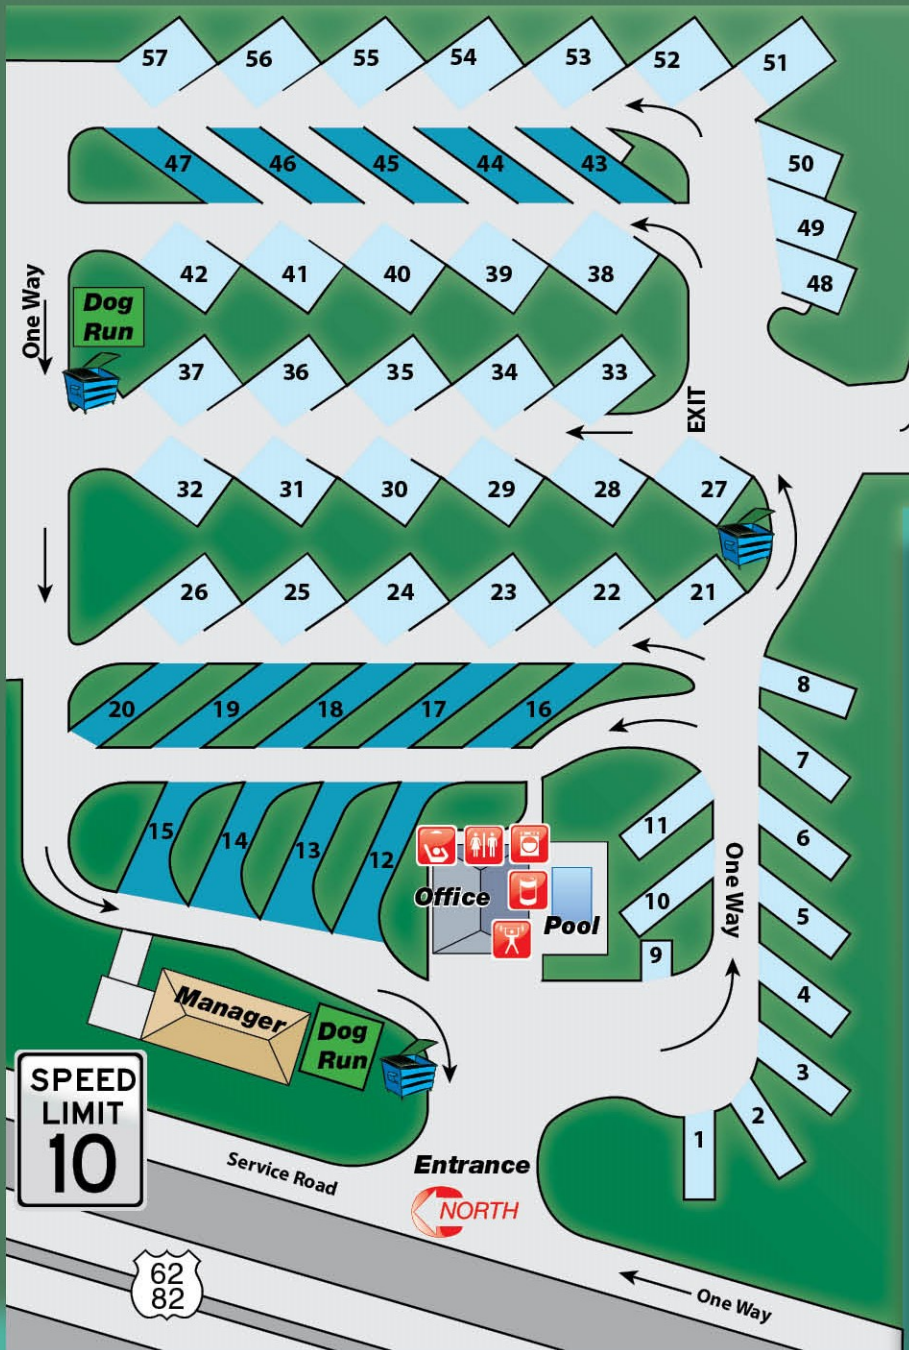 57 56 55 54 53 52 51
47 46 45 44 43
50
49
48
42 41 40 39 38
One Way
Dog
Run
37 36 35 34 33
EXIT
32 31 30 29 28 27
26 25 24 23 22 21
20 19 18 17 16
8
7
6
5
4
3
2
1
15 14 13 12
11
10
9
One Way
Office
Pool
Manager
Dog
Run
SPEED
LIMIT
10
Service Road
Entrance
NORTH
62
82
One Way